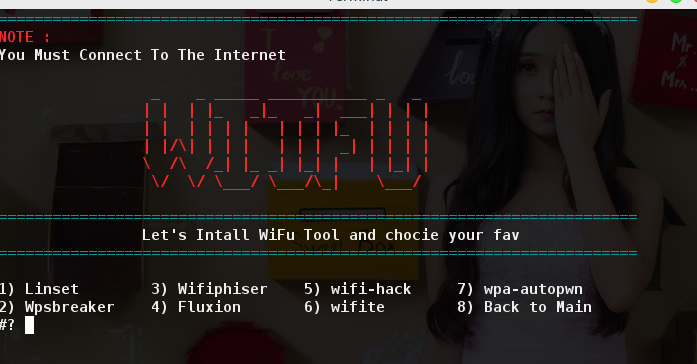 NOTE :
You Must Connect To The Internet
WiFu
Let's Intall WiFu Tool and chocie your fav
1) Linset 3) Wifiphiser 5) wifi-hack 7) wpa-autopwn
2) Wpsbreaker 4) Fluxion 6) wifite 8) Back to Main
#?